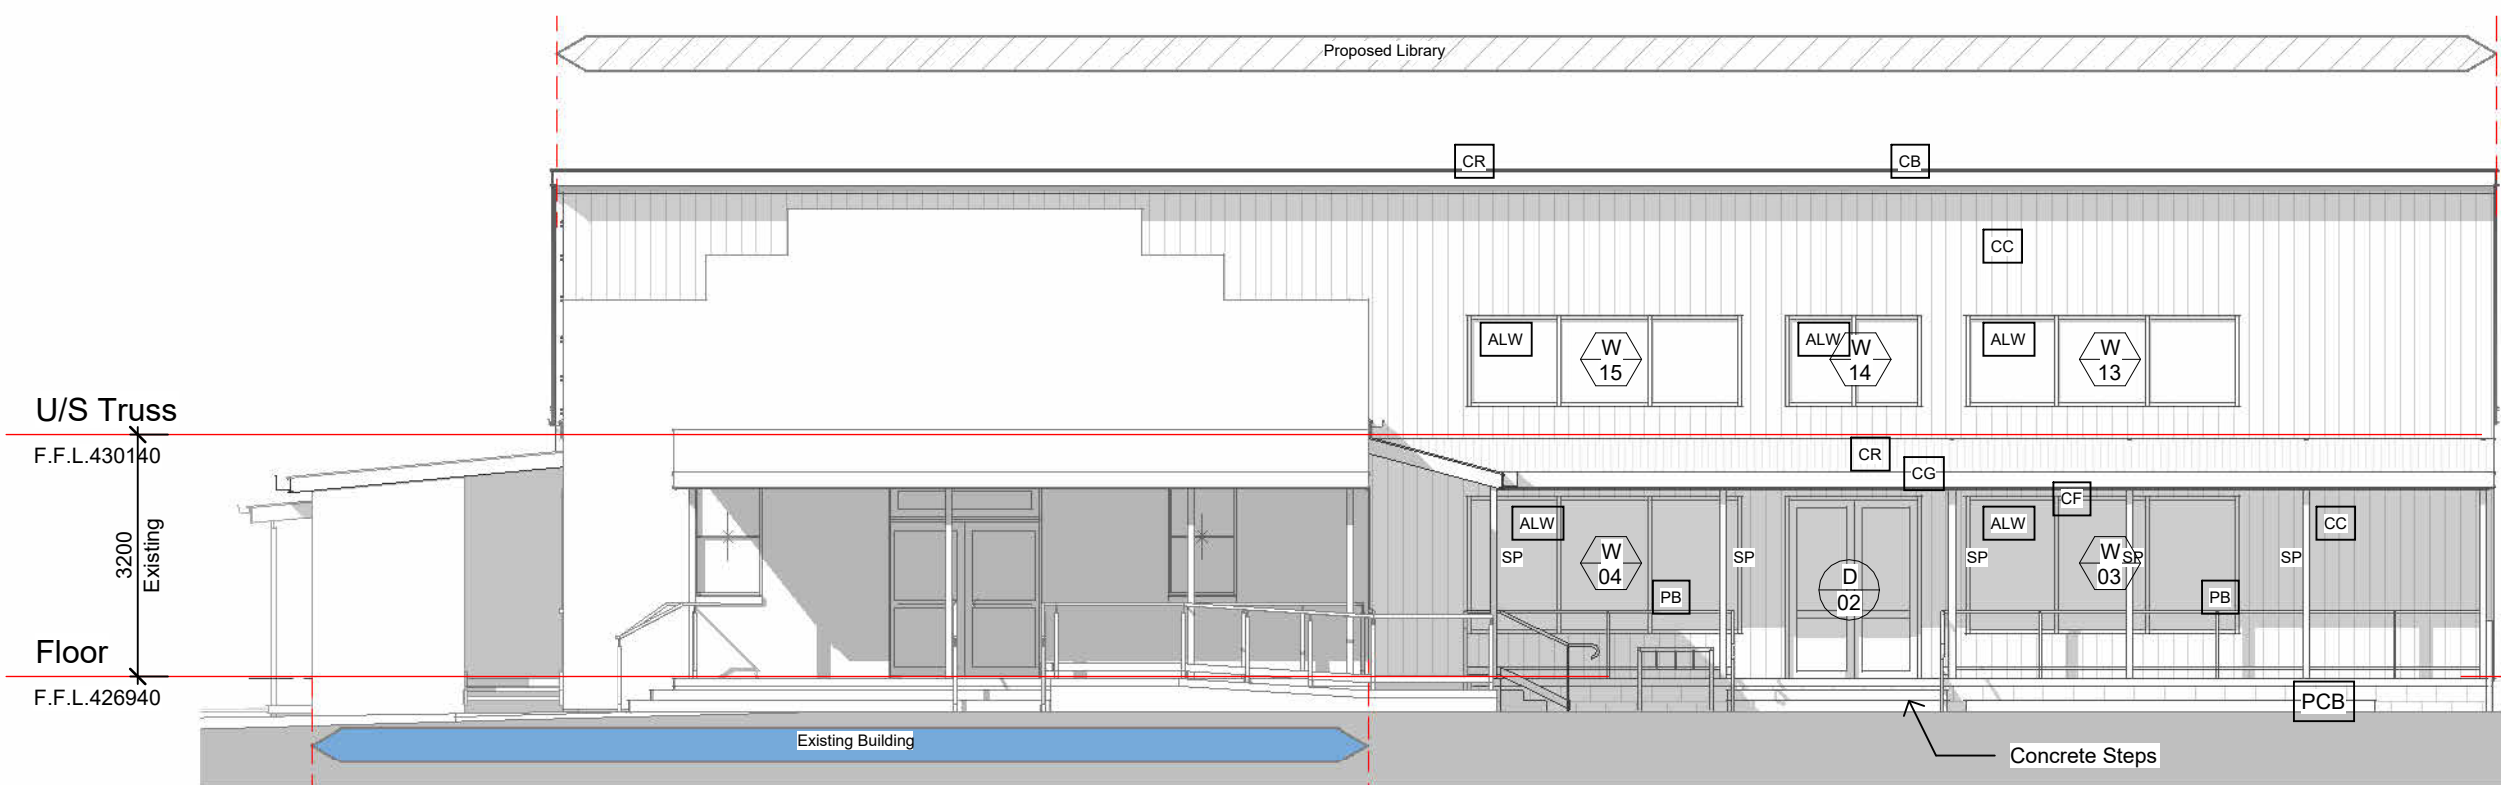 Proposed Library
CR
CB
CC
ALW
W
15
ALW
W
14
ALW
W
13
U/S Truss
F.F.L.430140
CR
CG
CF
3200
Existing
ALW
W
04
SP
SP
PB
D
02
SP
ALW
W
03
SP
SP
CC
PB
Floor
F.F.L.426940
PCB
Existing Building
Concrete Steps